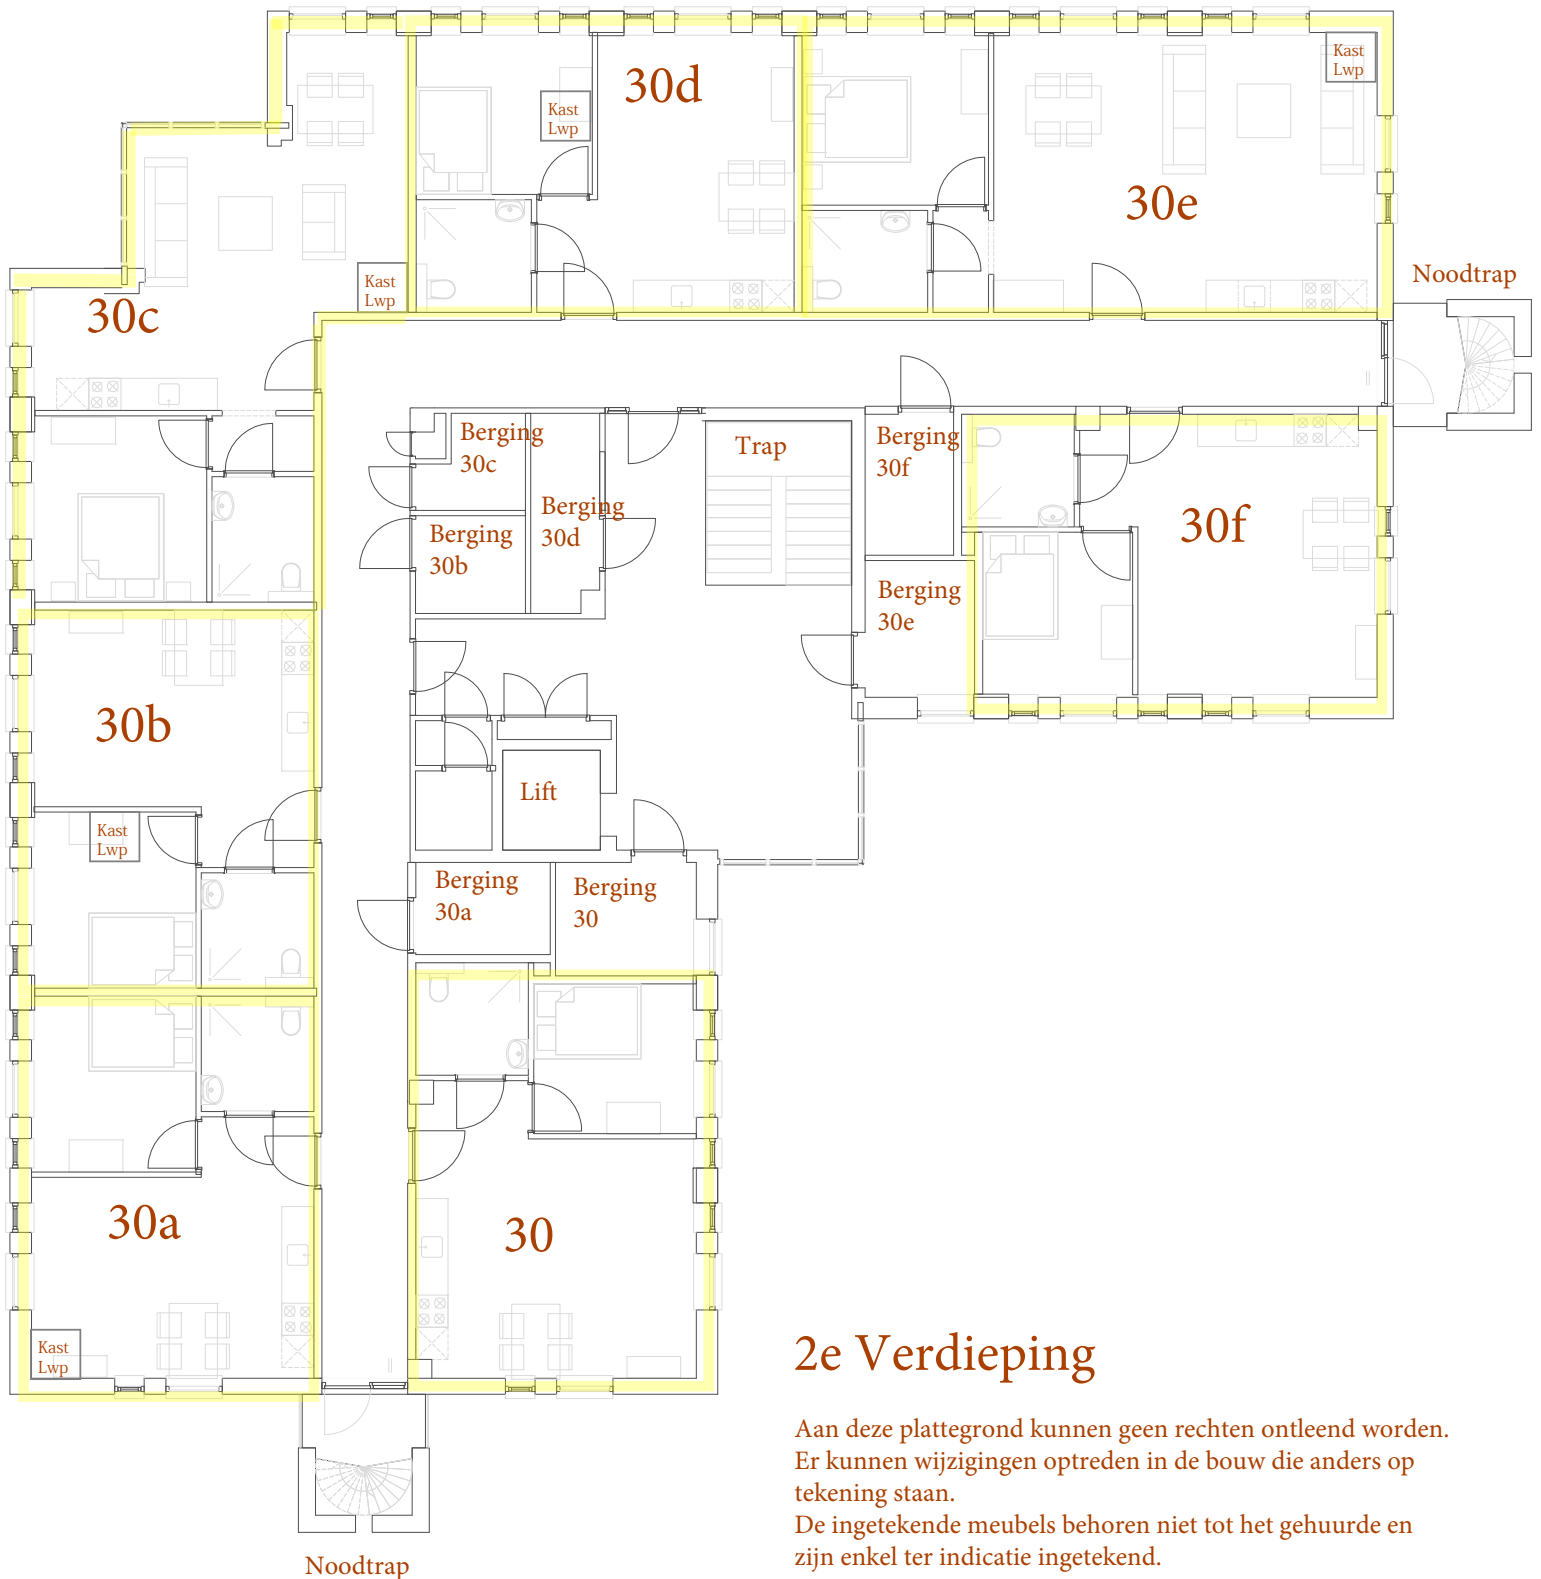 30d
Kast
Lwp
Kast
Lwp
30e
Noodtrap
Kast
Lwp
30c
Berging
30c
Trap
Berging
30f
Berging
30d
Berging
30b
30f
Berging
30e
30b
Kast
Lwp
Lift
Berging
30a
Berging
30
30a
30
Kast
Lwp
2e Verdieping
Aan deze plattegrond kunnen geen rechten ontleend worden.
Er kunnen wijzigingen optreden in de bouw die anders op
tekening staan.
De ingetekende meubels behoren niet tot het gehuurde en
zijn enkel ter indicatie ingetekend.
Noodtrap